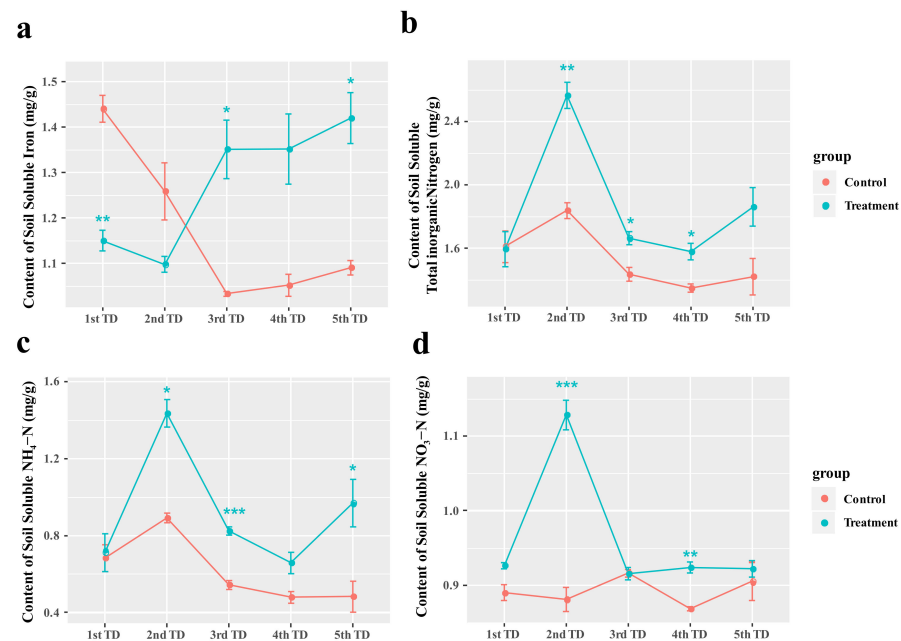 a
Content of Soil Soluble Iron (mg/g)
1.5
1.4
1.3
1.2
1.1
**
*
*
1st TD 2nd TD 3rd TD 4th TD 5th TD
b
Content of Soil Soluble
Total inorganicNitrogen (mg/g)
2.4
2.0
1.6
**
*
*
1st TD 2nd TD 3rd TD 4th TD 5th TD
group
Control
Treatment
c
Content of Soil Soluble NH₄−N (mg/g)
1.6
1.2
0.8
0.4
*
***
*
1st TD 2nd TD 3rd TD 4th TD 5th TD
d
Content of Soil Soluble NO₃−N (mg/g)
1.1
1.0
0.9
***
**
1st TD 2nd TD 3rd TD 4th TD 5th TD
group
Control
Treatment